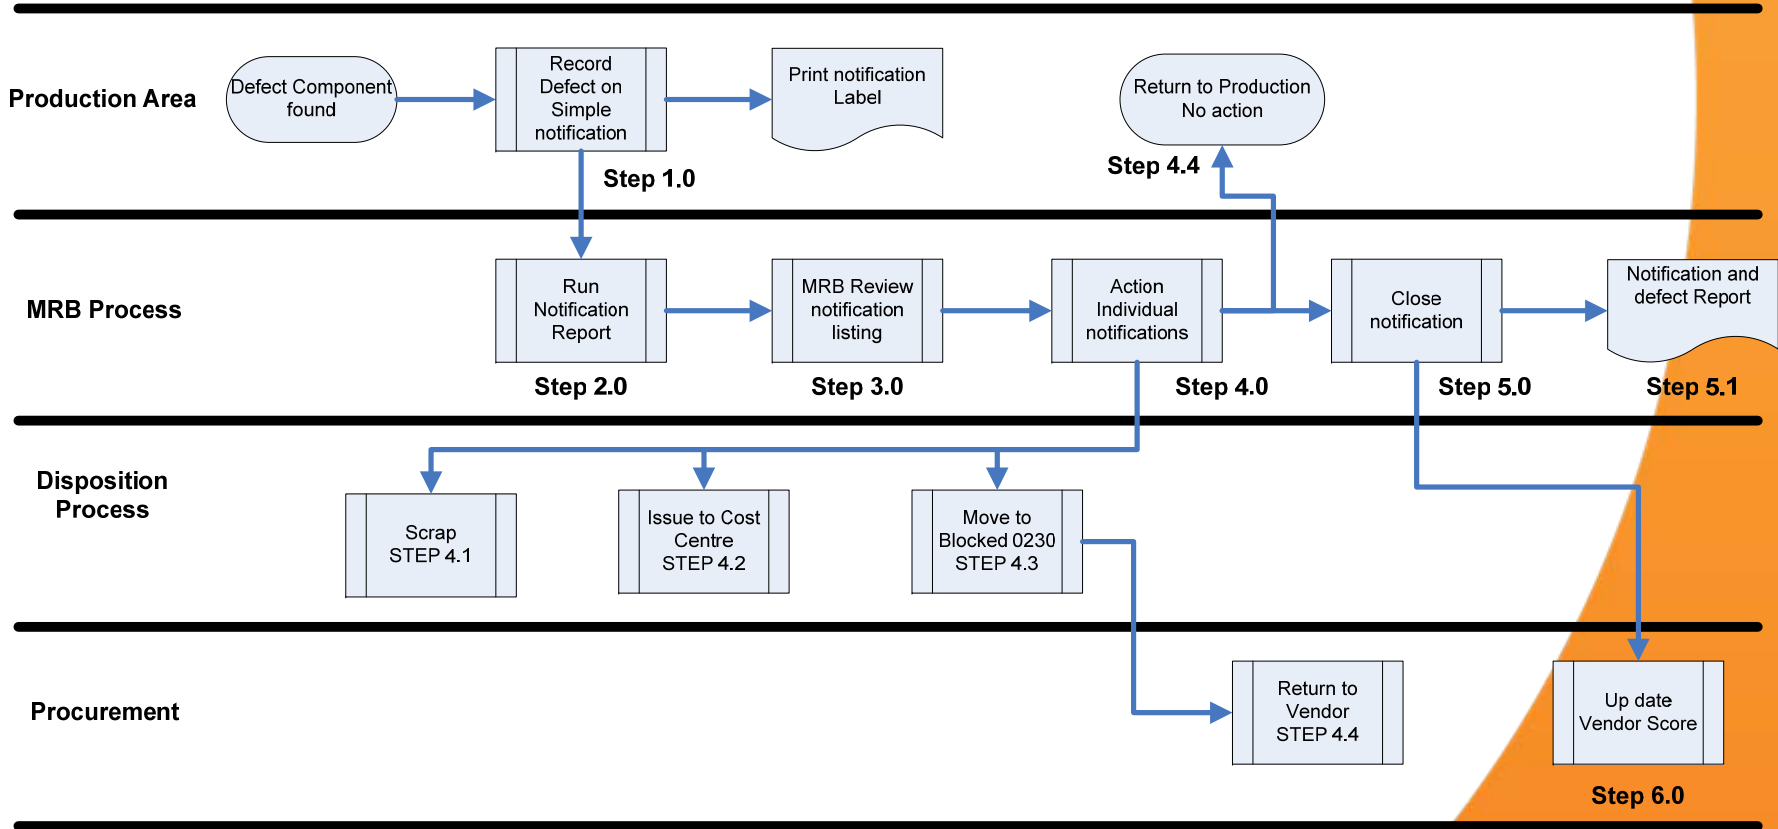 Production Area
Defect Component
found
Record
Defect on
Simple
notification
Print notification
Label
Return to Production
No action
Step 1.0
Step 4.4
MRB Process
Run
Notification
Report
MRB Review
notification
listing
Action
Individual
notifications
Close
notification
Notification and
defect Report
Step 2.0
Step 3.0
Step 4.0
Step 5.0
Step 5.1
Disposition
Process
Scrap
STEP 4.1
Issue to Cost
Centre
STEP 4.2
Move to
Blocked 0230
STEP 4.3
Procurement
Return to
Vendor
STEP 4.4
Up date
Vendor Score
Step 6.0